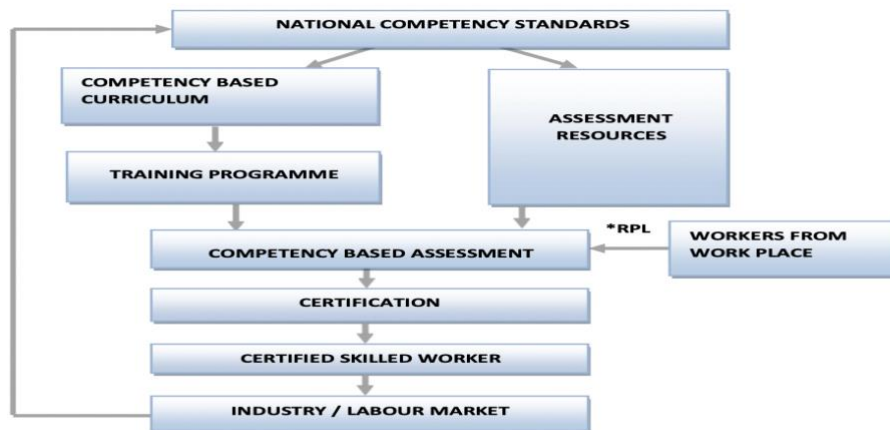 NATIONAL COMPETENCY STANDARDS
COMPETENCY BASED
CURRICULUM
ASSESSMENT
RESOURCES
TRAINING PROGRAMME
*RPL
WORKERS FROM
WORK PLACE
COMPETENCY BASED ASSESSMENT
CERTIFICATION
CERTIFIED SKILLED WORKER
INDUSTRY / LABOUR MARKET